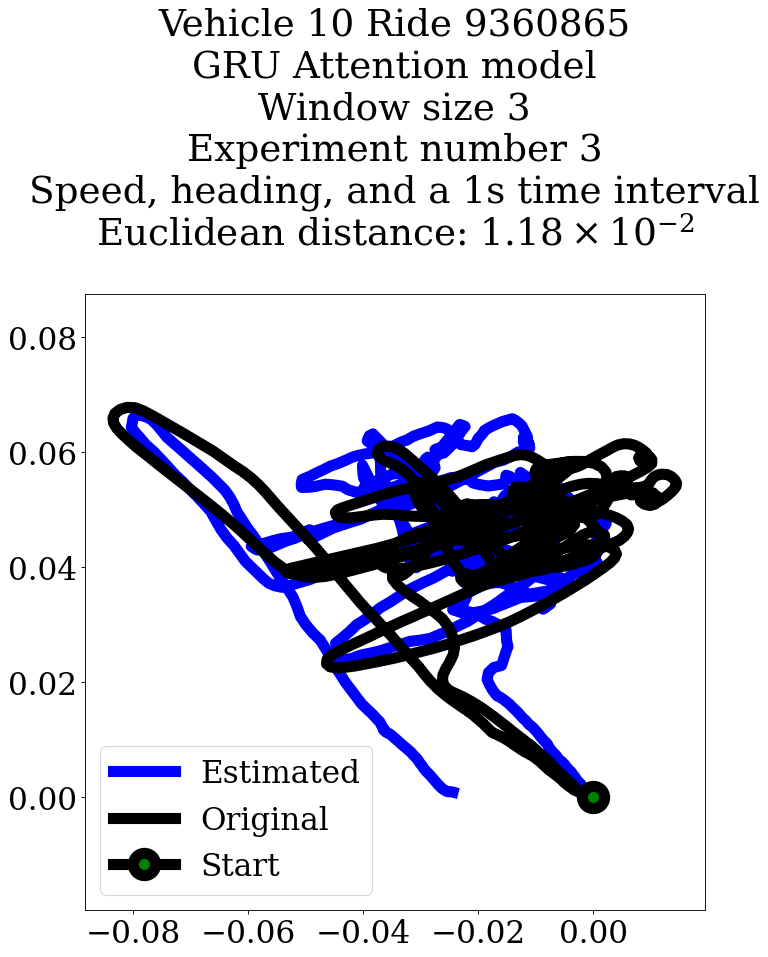 Vehicle 10 Ride 9360865
GRU Attention model
Window size 3
Experiment number 3
Speed, heading, and a 1s time interval
Euclidean distance: 1.18 × 10⁻²
0.08
0.06
0.04
0.02
0.00
Estimated
Original
Start
−0.08 −0.06 −0.04 −0.02 0.00